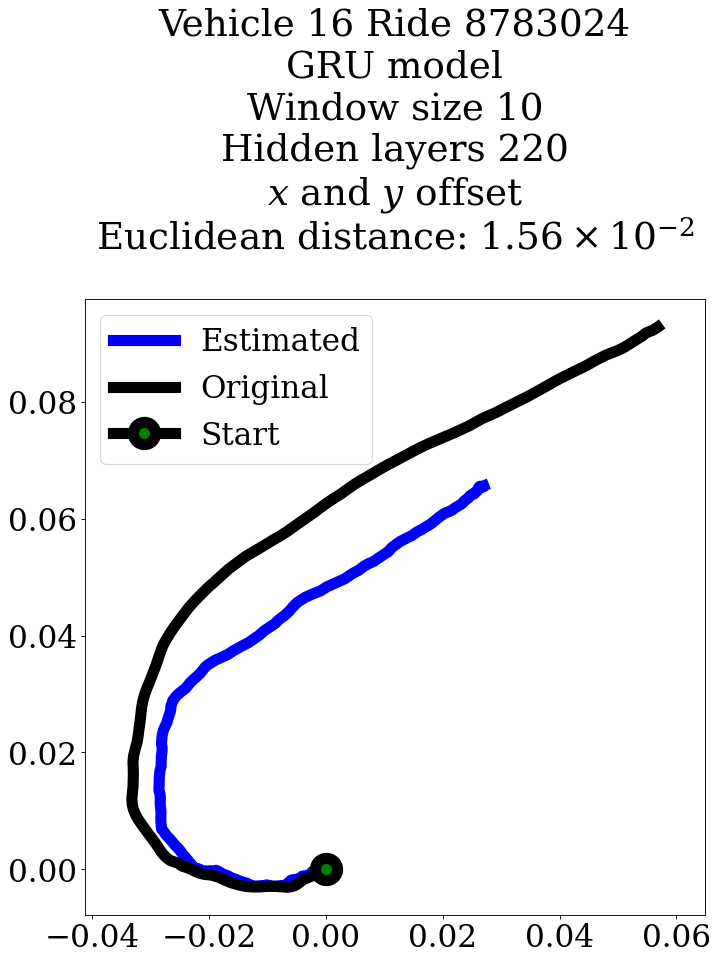 Vehicle 16 Ride 8783024
GRU model
Window size 10
Hidden layers 220
x and y offset
Euclidean distance: 1.56 × 10⁻²
Estimated
Original
Start
0.08
0.06
0.04
0.02
0.00
−0.04 −0.02 0.00 0.02 0.04 0.06